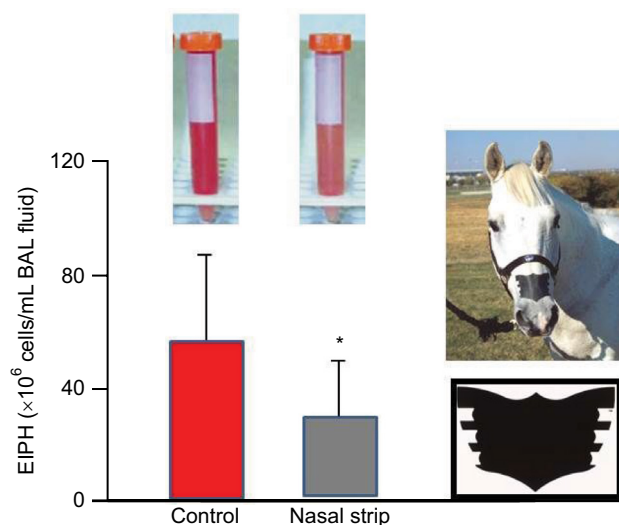 120
80
40
0
EIPH (×10⁶ cells/mL BAL fluid)
*
Control
Nasal strip